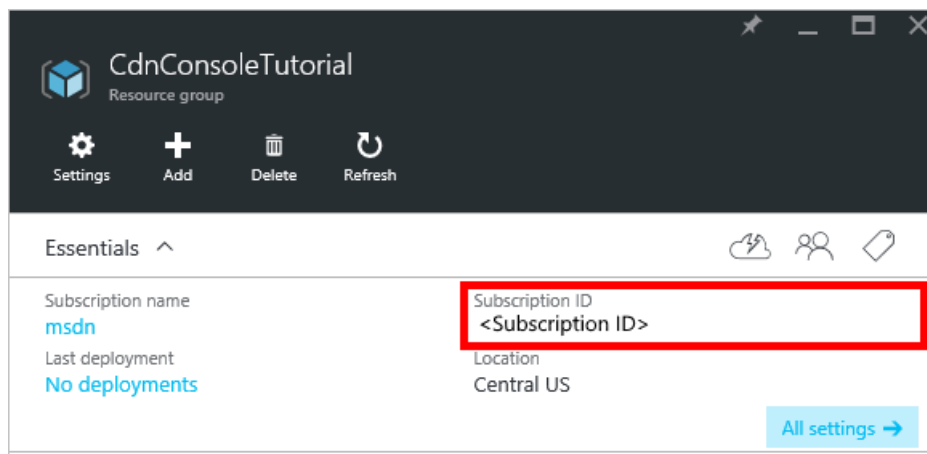 CdnConsoleTutorial
Resource group
Settings Add Delete Refresh
Essentials
Subscription name
msdn
Subscription ID
<Subscription ID>
Last deployment
No deployments
Location
Central US
All settings